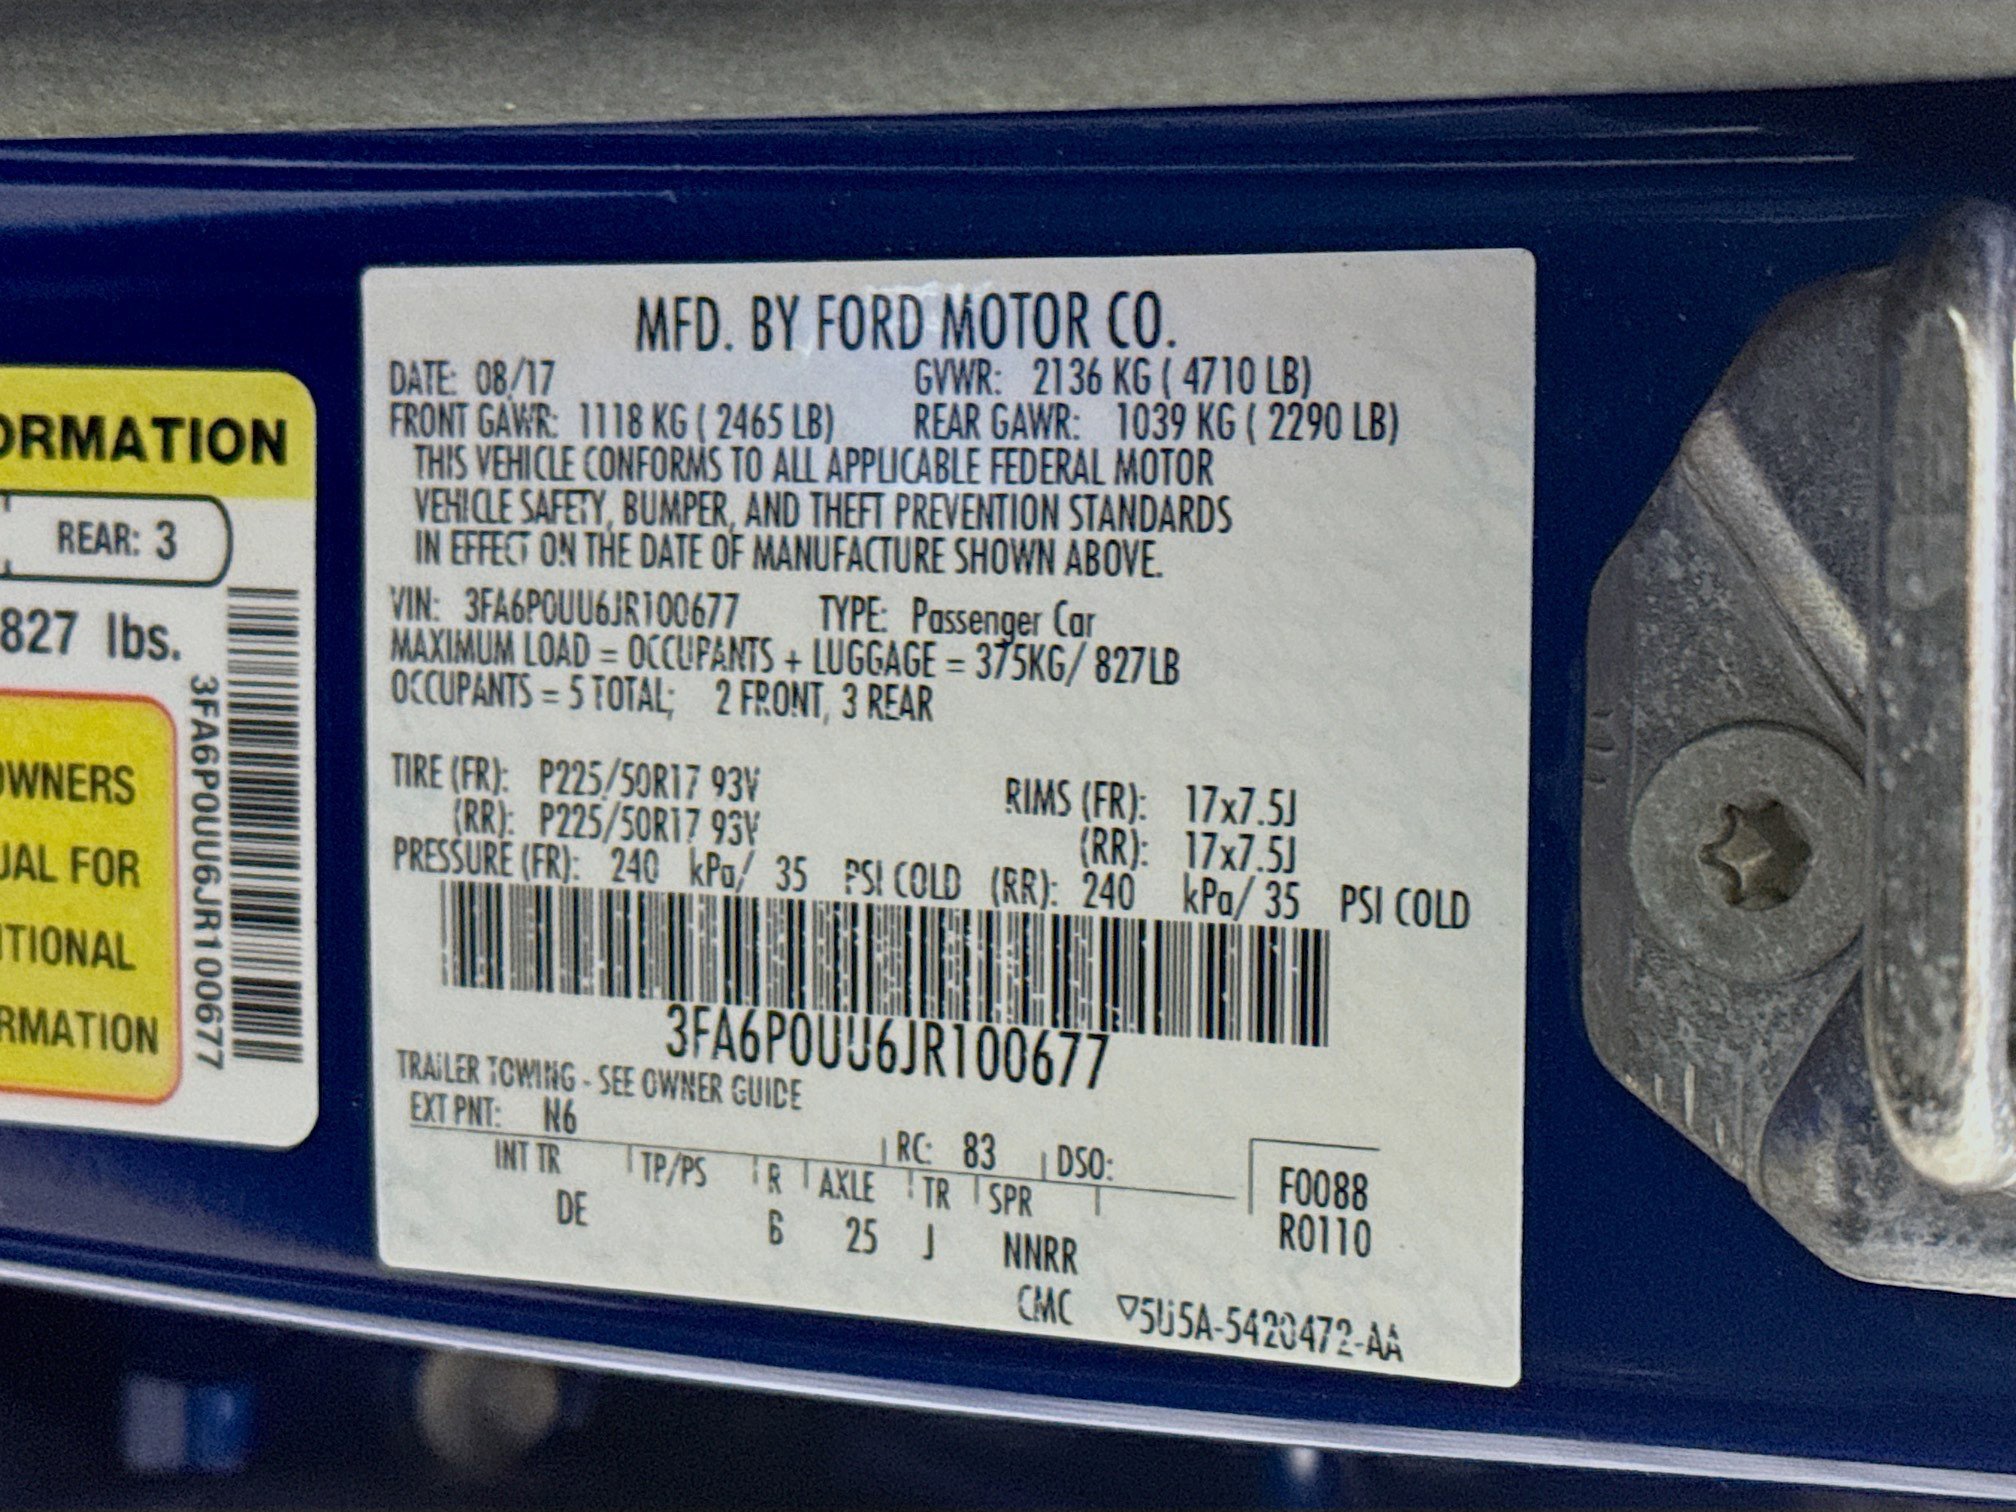 ORMATION
REAR: 3
827 lbs.
OWNERS
UAL FOR
ITIONAL
RMATION
3FA6P0UU6JR100677
MFD. BY FORD MOTOR CO.
DATE: 08/17 GVWR: 2136 KG ( 4710 LB)
FRONT GAWR: 1118 KG ( 2465 LB) REAR GAWR: 1039 KG ( 2290 LB)
THIS VEHICLE CONFORMS TO ALL APPLICABLE FEDERAL MOTOR
VEHICLE SAFETY, BUMPER, AND THEFT PREVENTION STANDARDS
IN EFFECT ON THE DATE OF MANUFACTURE SHOWN ABOVE.
VIN: 3FA6P0UU6JR100677 TYPE: Passenger Car
MAXIMUM LOAD = OCCUPANTS + LUGGAGE = 375KG/ 827LB
OCCUPANTS = 5 TOTAL; 2 FRONT, 3 REAR
TIRE (FR): P225/50R17 93V RIMS (FR): 17x7.5J
(RR): P225/50R17 93V (RR): 17x7.5J
PRESSURE (FR): 240 kPa/ 35 PSI COLD (RR): 240 kPa/ 35 PSI COLD
3FA6P0UU6JR100677
TRAILER TOWING - SEE OWNER GUIDE
EXT PNT: N6 RC: 83 DSO:
INT TR TP/PS R AXLE TR SPR F0088
DE 6 25 J NNRR R0110
CMC ▽5U5A-5420472-AA